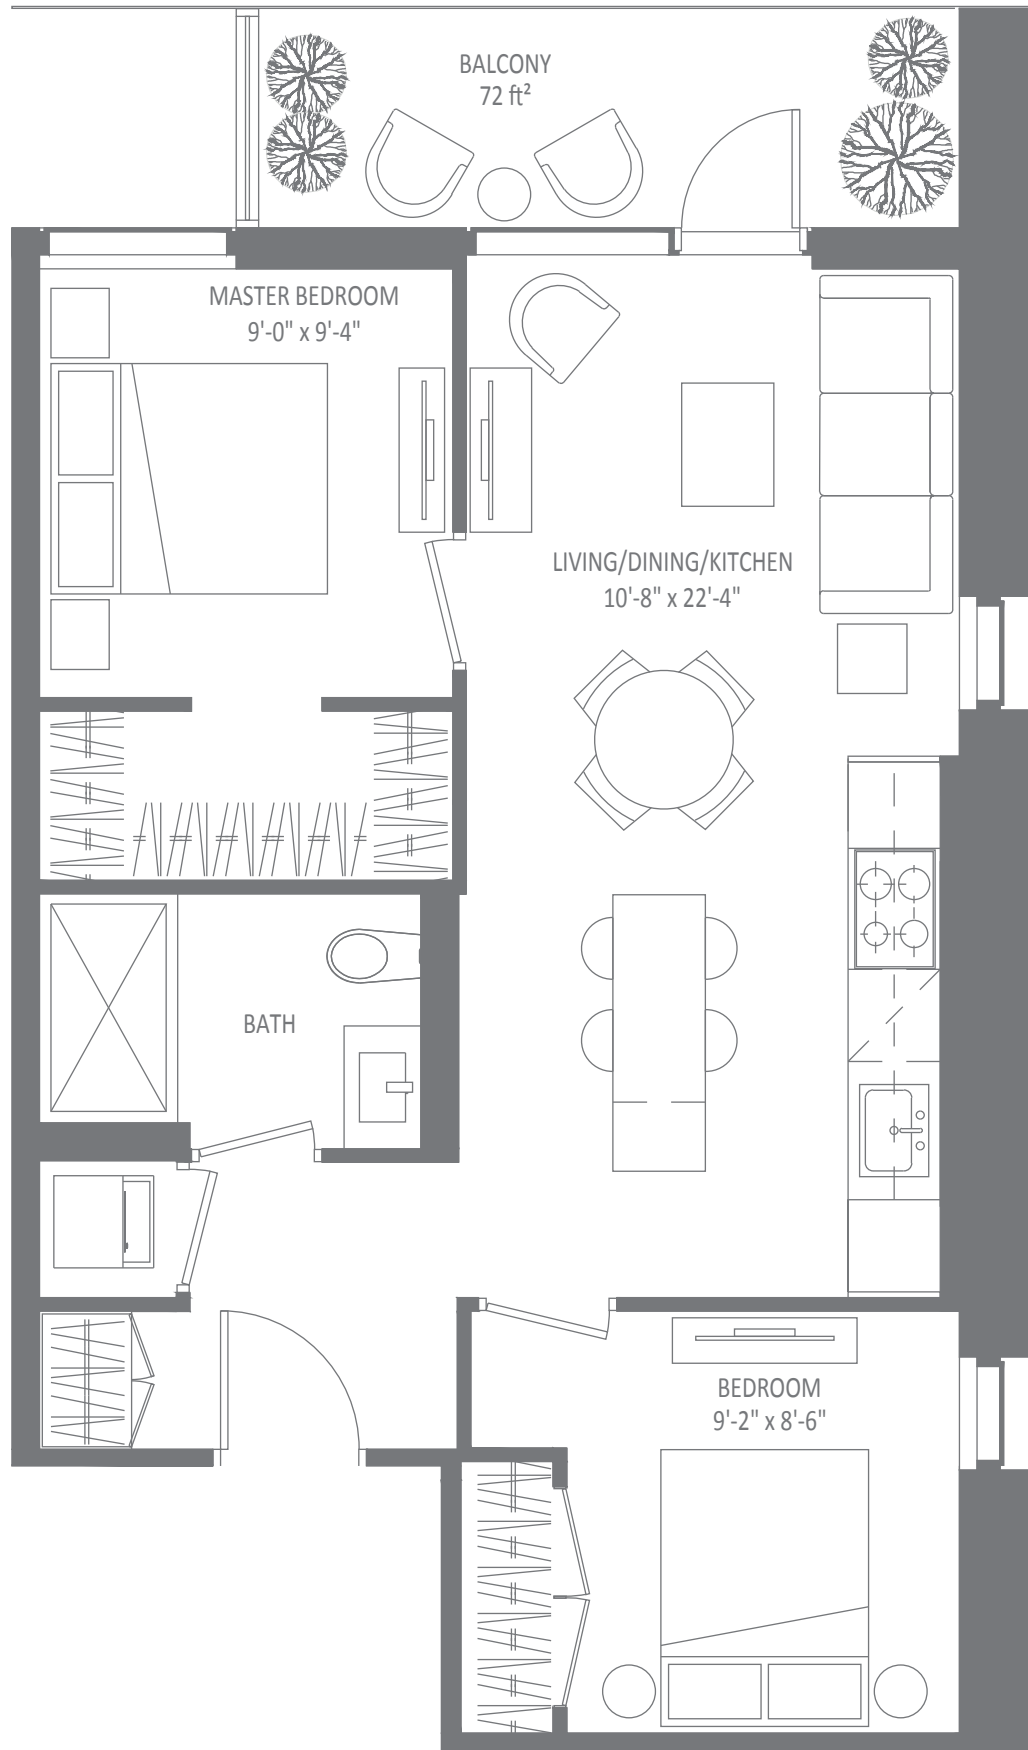 BALCONY
72 ft²
MASTER BEDROOM
9'-0" x 9'-4"
LIVING/DINING/KITCHEN
10'-8" x 22'-4"
BATH
BEDROOM
9'-2" x 8'-6"